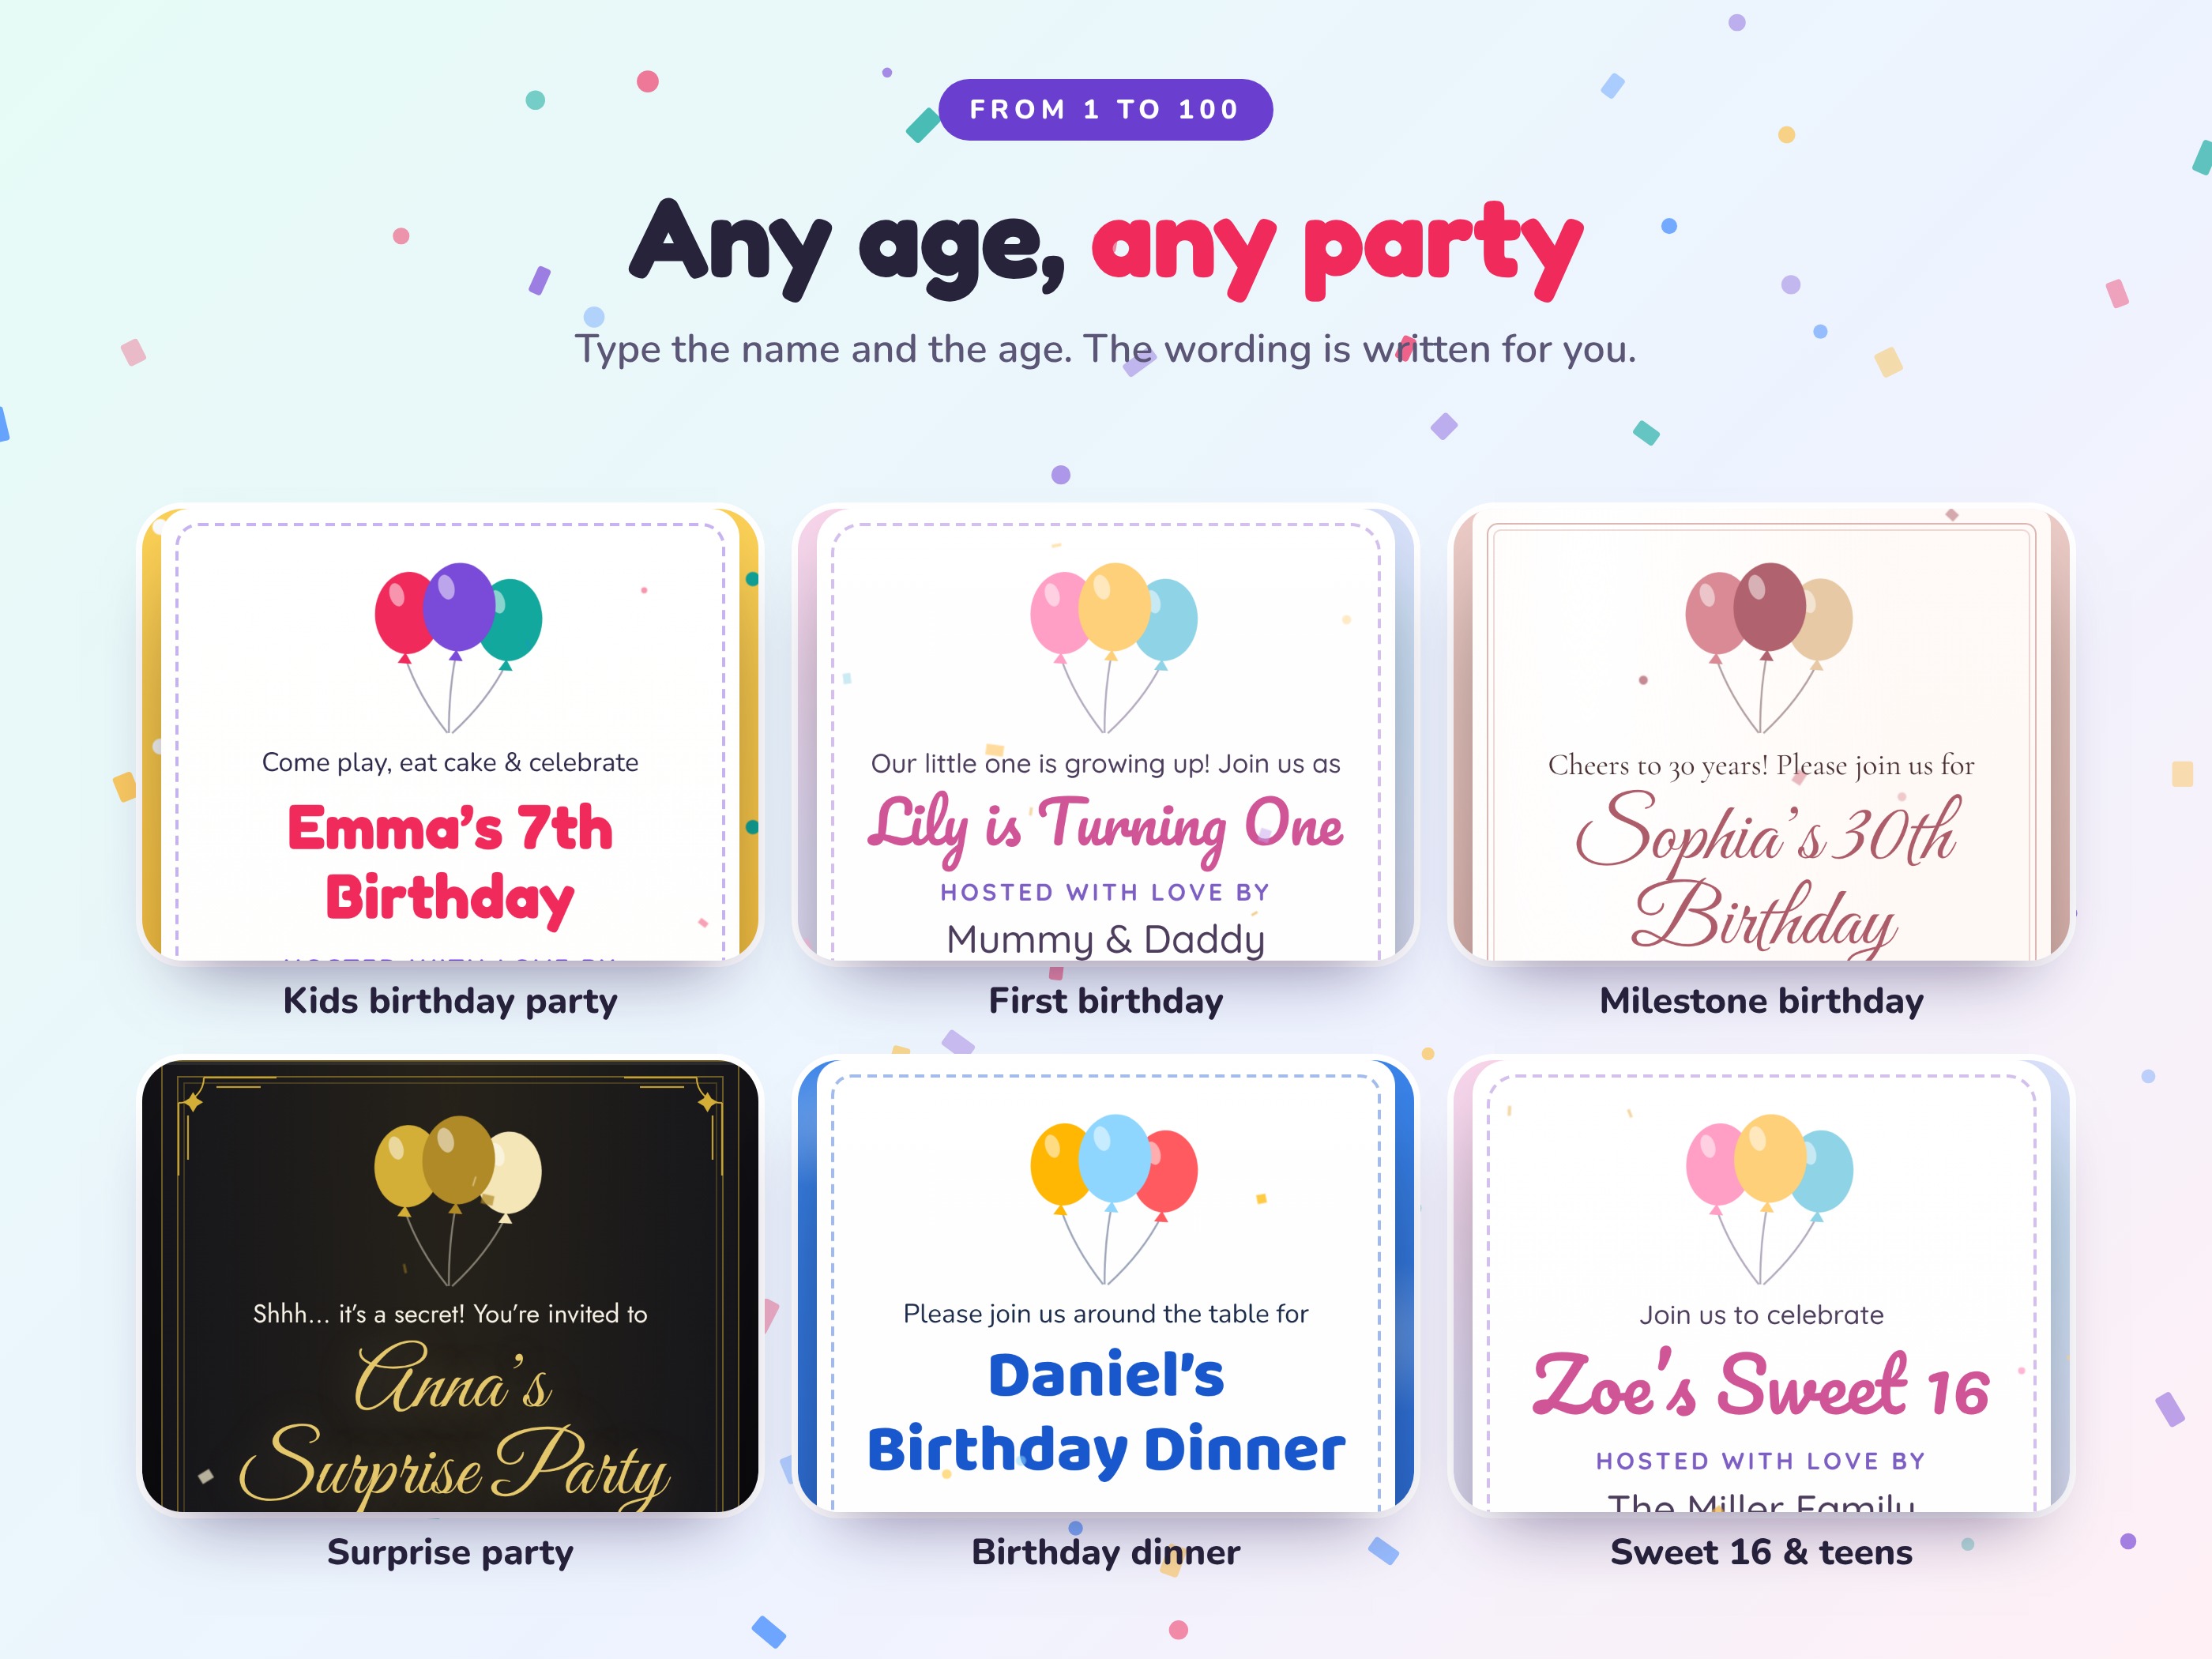 FROM 1 TO 100
Any age, any party
Type the name and the age. The wording is written for you.
Come play, eat cake & celebrate
Emma’s 7th
Birthday
HOSTED WITH LOVE BY
Kids birthday party
Our little one is growing up! Join us as
Lily is Turning One
HOSTED WITH LOVE BY
Mummy & Daddy
First birthday
Cheers to 30 years! Please join us for
Sophia’s 30th
Birthday
Milestone birthday
Shhh… it’s a secret! You’re invited to
Anna’s
Surprise Party
Surprise party
Please join us around the table for
Daniel’s
Birthday Dinner
Birthday dinner
Join us to celebrate
Zoe’s Sweet 16
HOSTED WITH LOVE BY
The Miller Family
Sweet 16 & teens